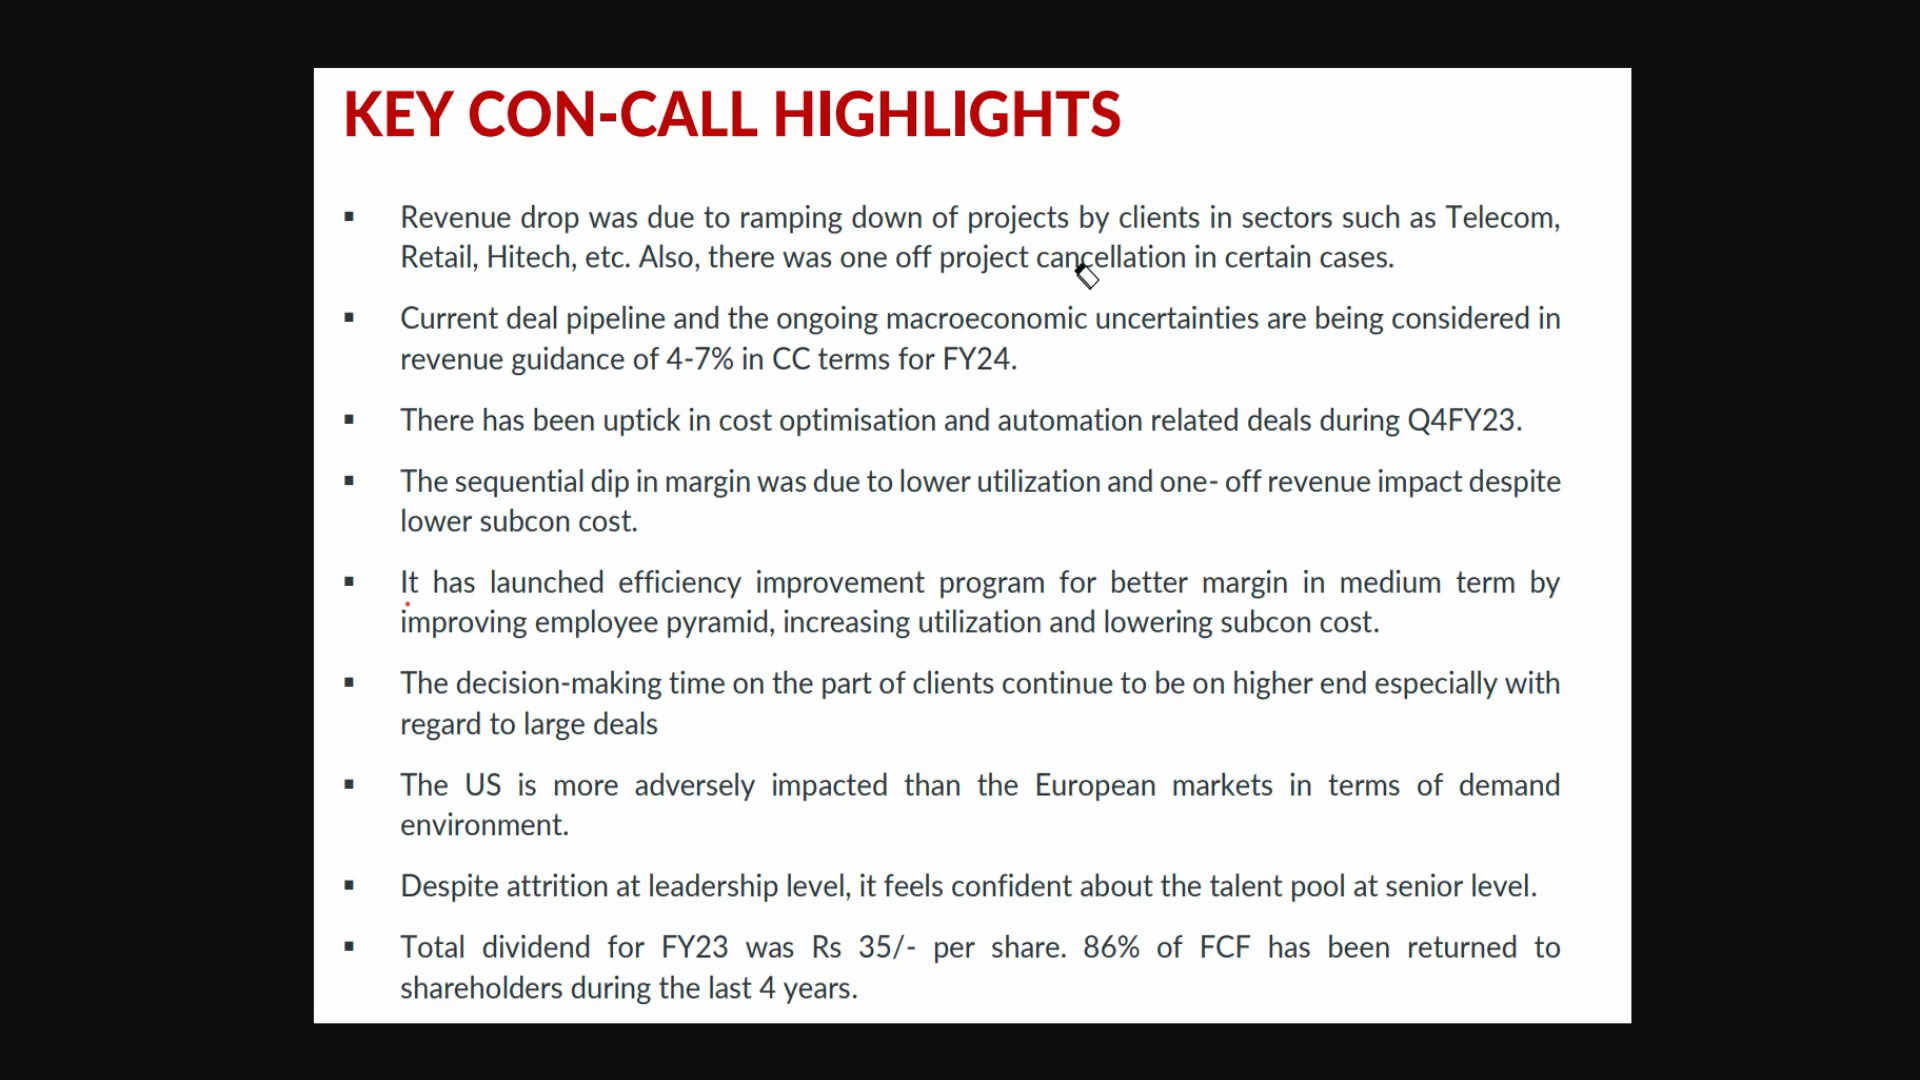 KEY CON-CALL HIGHLIGHTS
▪ Revenue drop was due to ramping down of projects by clients in sectors such as Telecom,
Retail, Hitech, etc. Also, there was one off project cancellation in certain cases.
▪ Current deal pipeline and the ongoing macroeconomic uncertainties are being considered in
revenue guidance of 4-7% in CC terms for FY24.
▪ There has been uptick in cost optimisation and automation related deals during Q4FY23.
▪ The sequential dip in margin was due to lower utilization and one- off revenue impact despite
lower subcon cost.
▪ It has launched efficiency improvement program for better margin in medium term by
improving employee pyramid, increasing utilization and lowering subcon cost.
▪ The decision-making time on the part of clients continue to be on higher end especially with
regard to large deals
▪ The US is more adversely impacted than the European markets in terms of demand
environment.
▪ Despite attrition at leadership level, it feels confident about the talent pool at senior level.
▪ Total dividend for FY23 was Rs 35/- per share. 86% of FCF has been returned to
shareholders during the last 4 years.